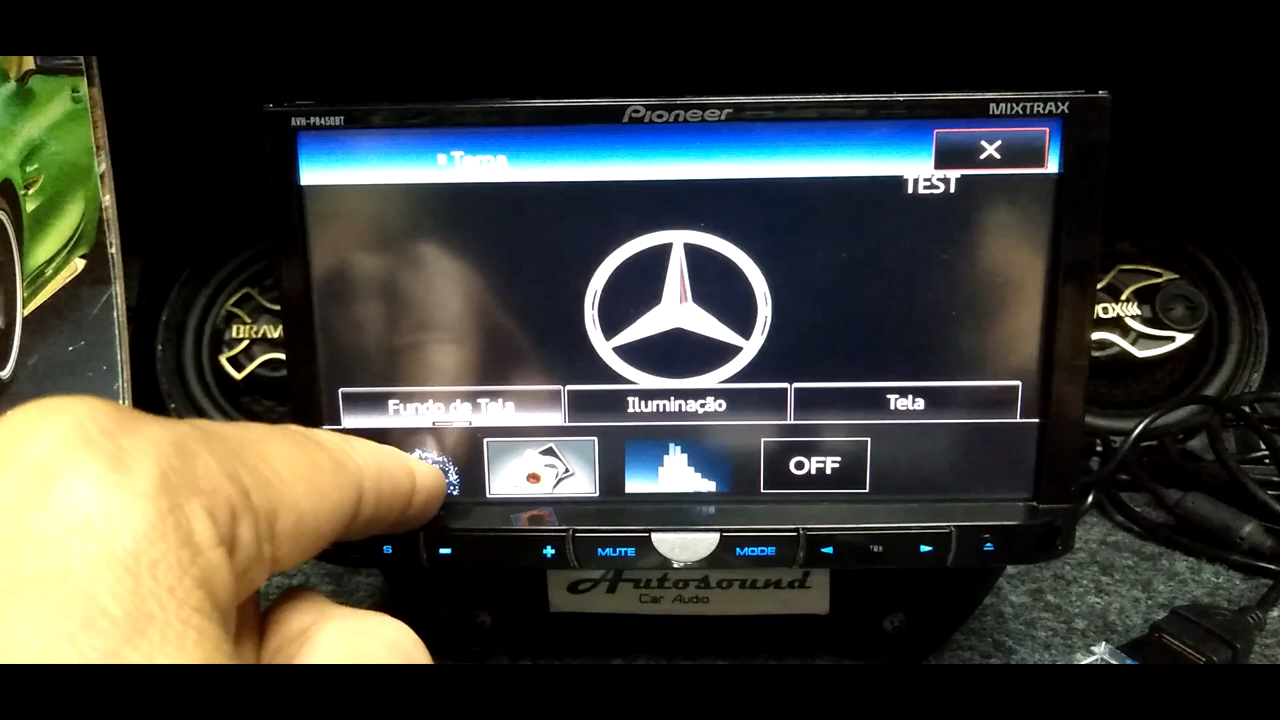 Pioneer
MIXTRAX
AVH-P8450BT
Tema
TEST
Fundo de Tela
Iluminação
Tela
OFF
S
MUTE
MODE
TRK
Autosound
Car Audio